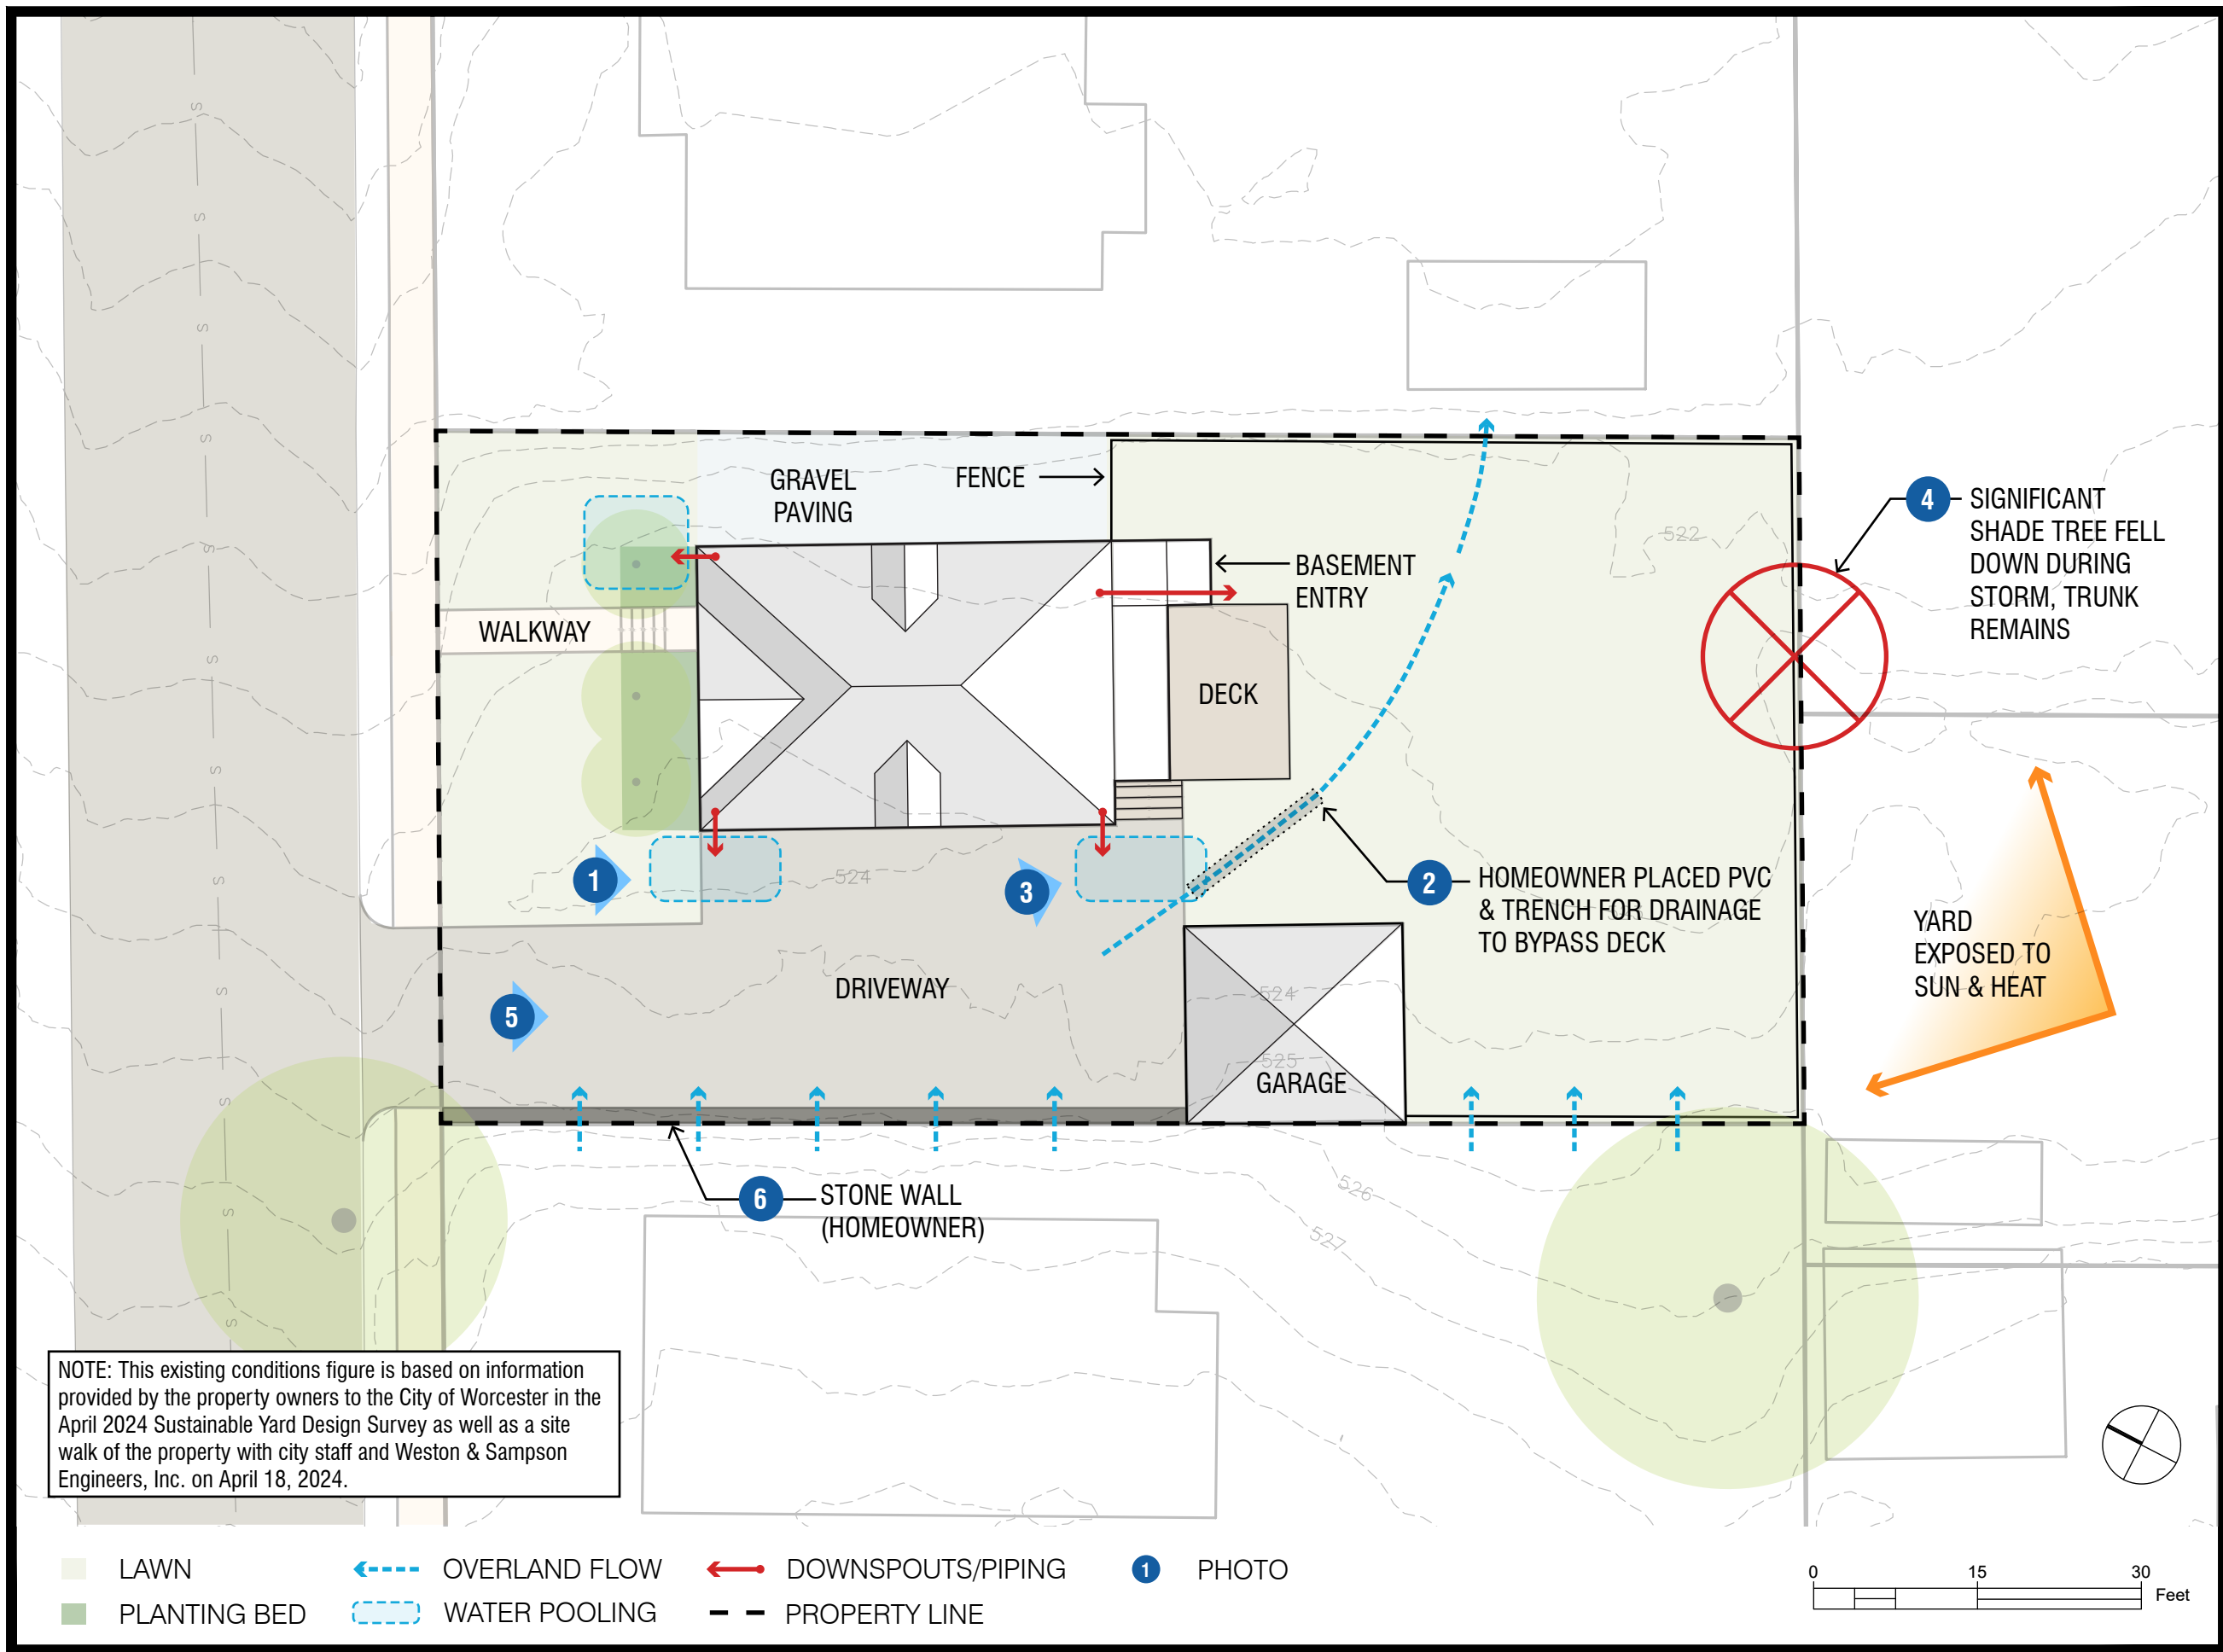 GRAVEL
PAVING
FENCE
522
4
SIGNIFICANT
SHADE TREE FELL
DOWN DURING
STORM, TRUNK
REMAINS
BASEMENT
ENTRY
WALKWAY
DECK
1
524
3
2
HOMEOWNER PLACED PVC
& TRENCH FOR DRAINAGE
TO BYPASS DECK
YARD
EXPOSED TO
SUN & HEAT
DRIVEWAY
524
5
525
GARAGE
6
STONE WALL
(HOMEOWNER)
526
527
S
S
S
S
S
S
S
S
S
S
S
S
NOTE: This existing conditions figure is based on information
provided by the property owners to the City of Worcester in the
April 2024 Sustainable Yard Design Survey as well as a site
walk of the property with city staff and Weston & Sampson
Engineers, Inc. on April 18, 2024.
LAWN
OVERLAND FLOW
DOWNSPOUTS/PIPING
1
PHOTO
PLANTING BED
WATER POOLING
PROPERTY LINE
0
15
30
Feet